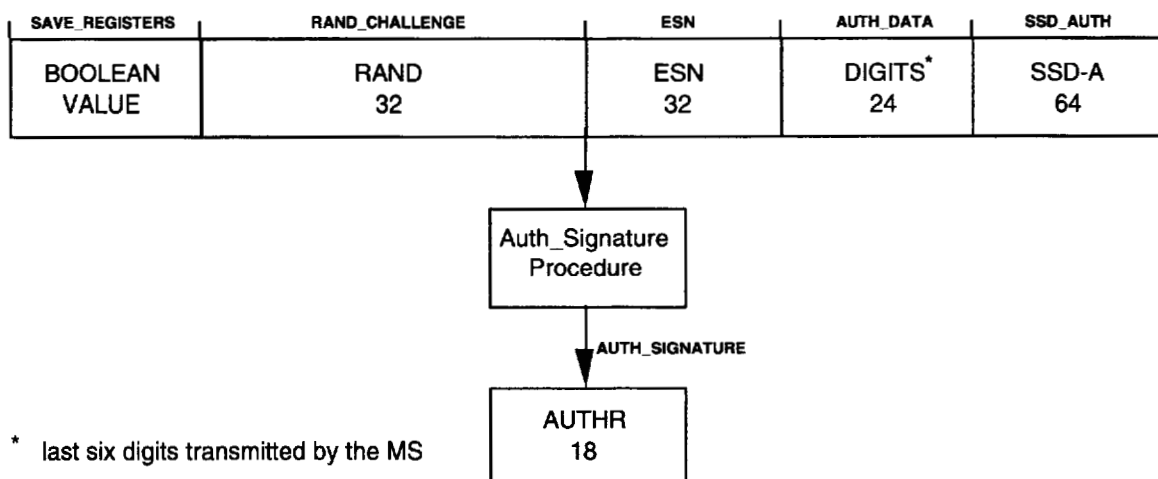 SAVE_REGISTERS RAND_CHALLENGE ESN AUTH_DATA SSD_AUTH
BOOLEAN RAND ESN DIGITS* SSD-A
VALUE 32 32 24 64
Auth_Signature
Procedure
AUTH_SIGNATURE
AUTHR
18
* last six digits transmitted by the MS